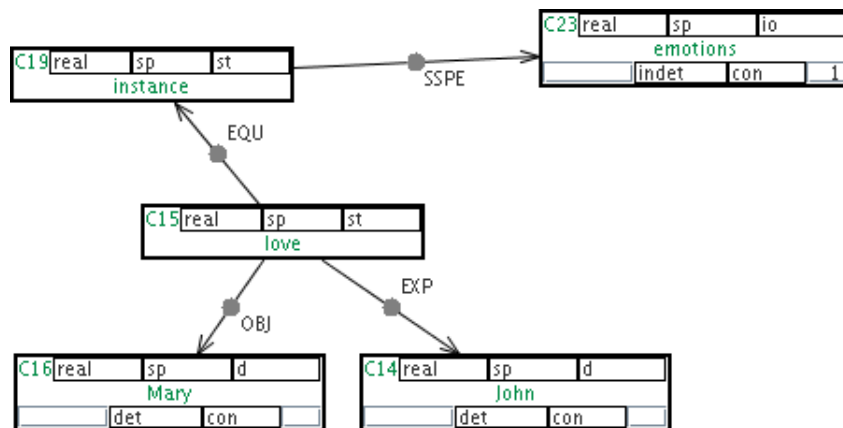 C23 real sp io
emotions
indet con 1
C19 real sp st
instance
SSPE
EQU
C15 real sp st
love
EXP
OBJ
C16 real sp d
Mary
det con
C14 real sp d
John
det con